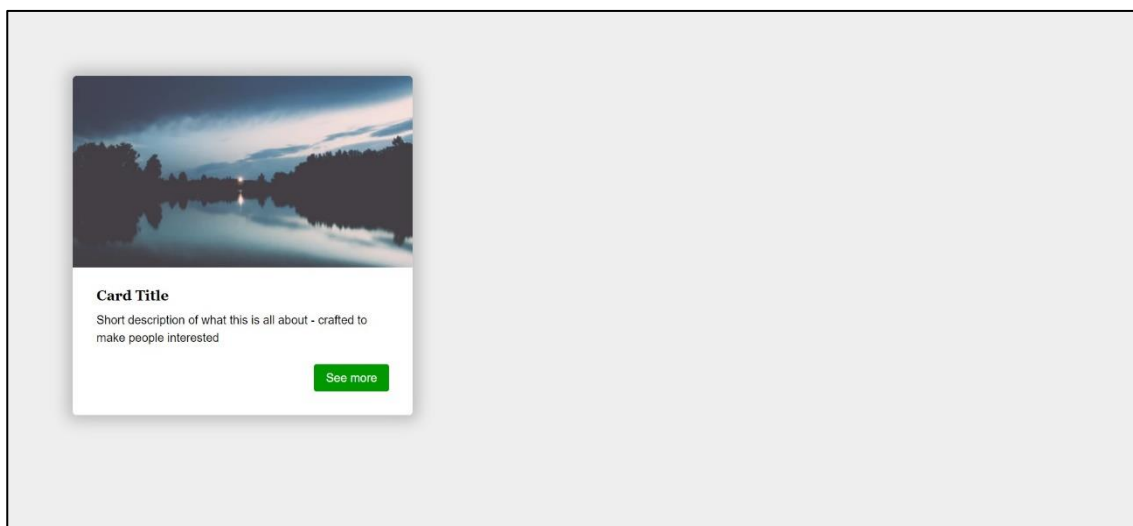 Card Title
Short description of what this is all about - crafted to
make people interested
See more